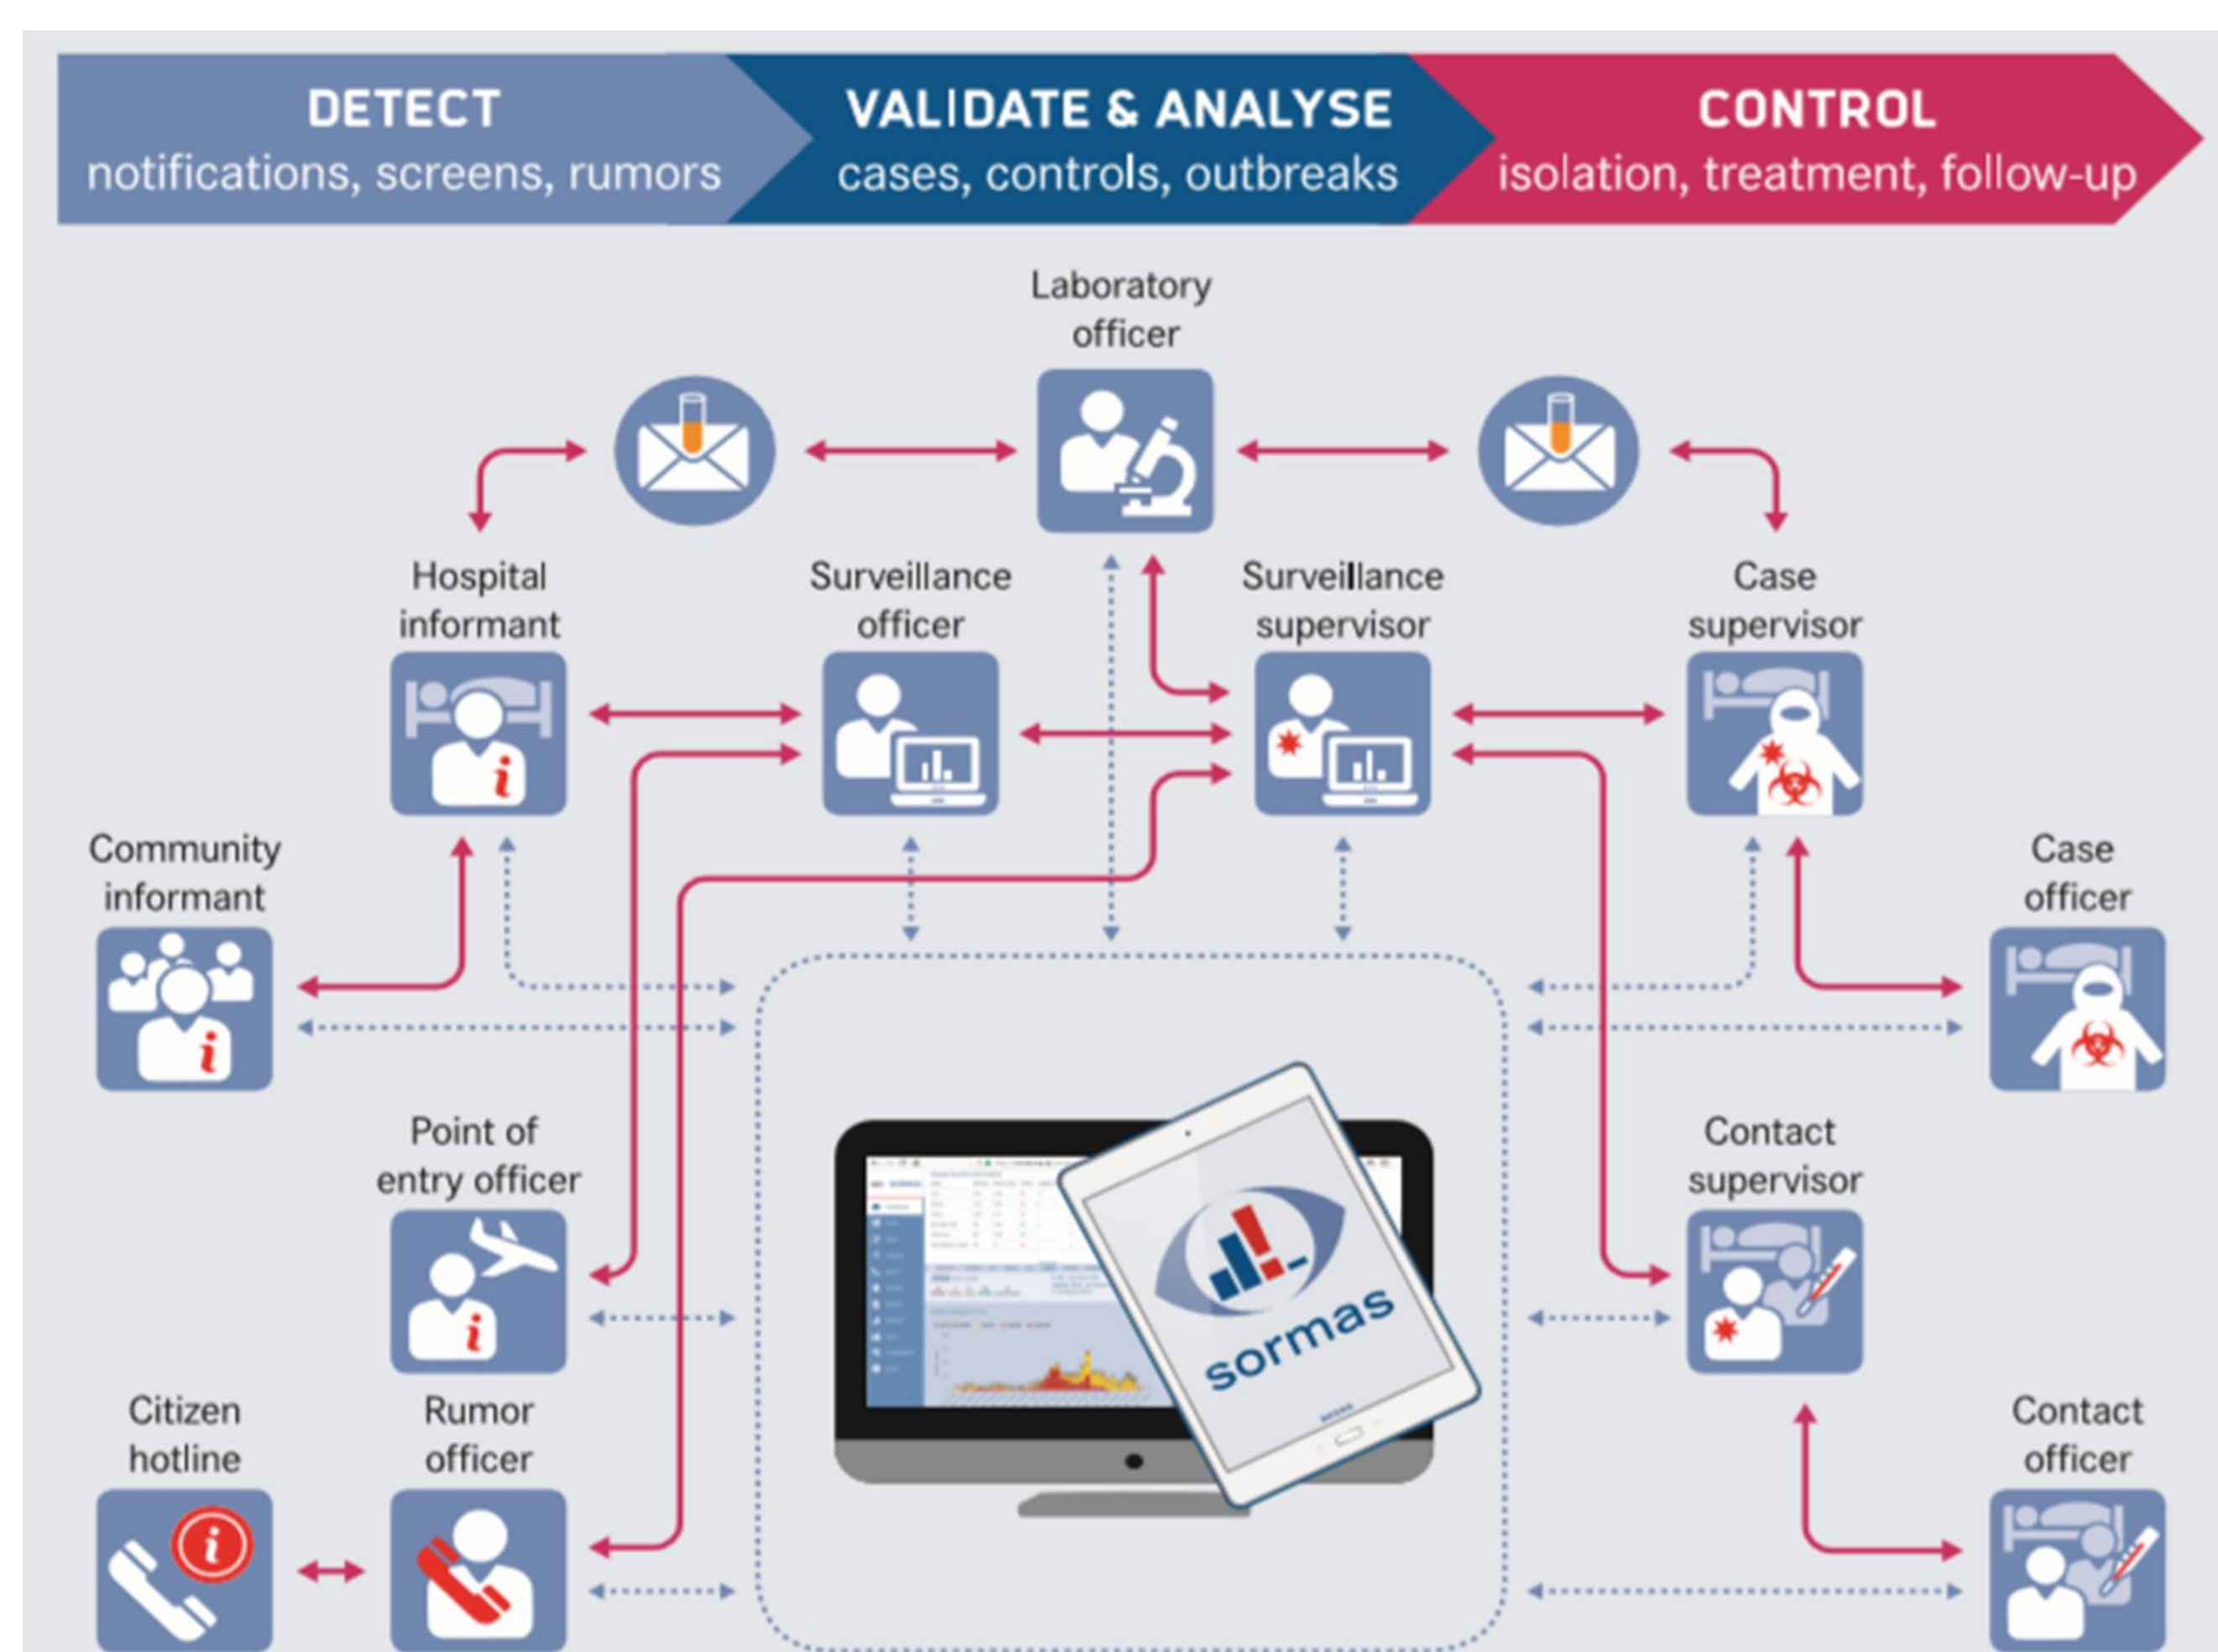 DETECT
notifications, screens, rumors
VALIDATE & ANALYSE
cases, controls, outbreaks
CONTROL
isolation, treatment, follow-up
Laboratory
officer
Hospital
informant
Surveillance
officer
Surveillance
supervisor
Case
supervisor
Community
informant
Case
officer
Point of
entry officer
Contact
supervisor
Citizen
hotline
Rumor
officer
Contact
officer
sormas